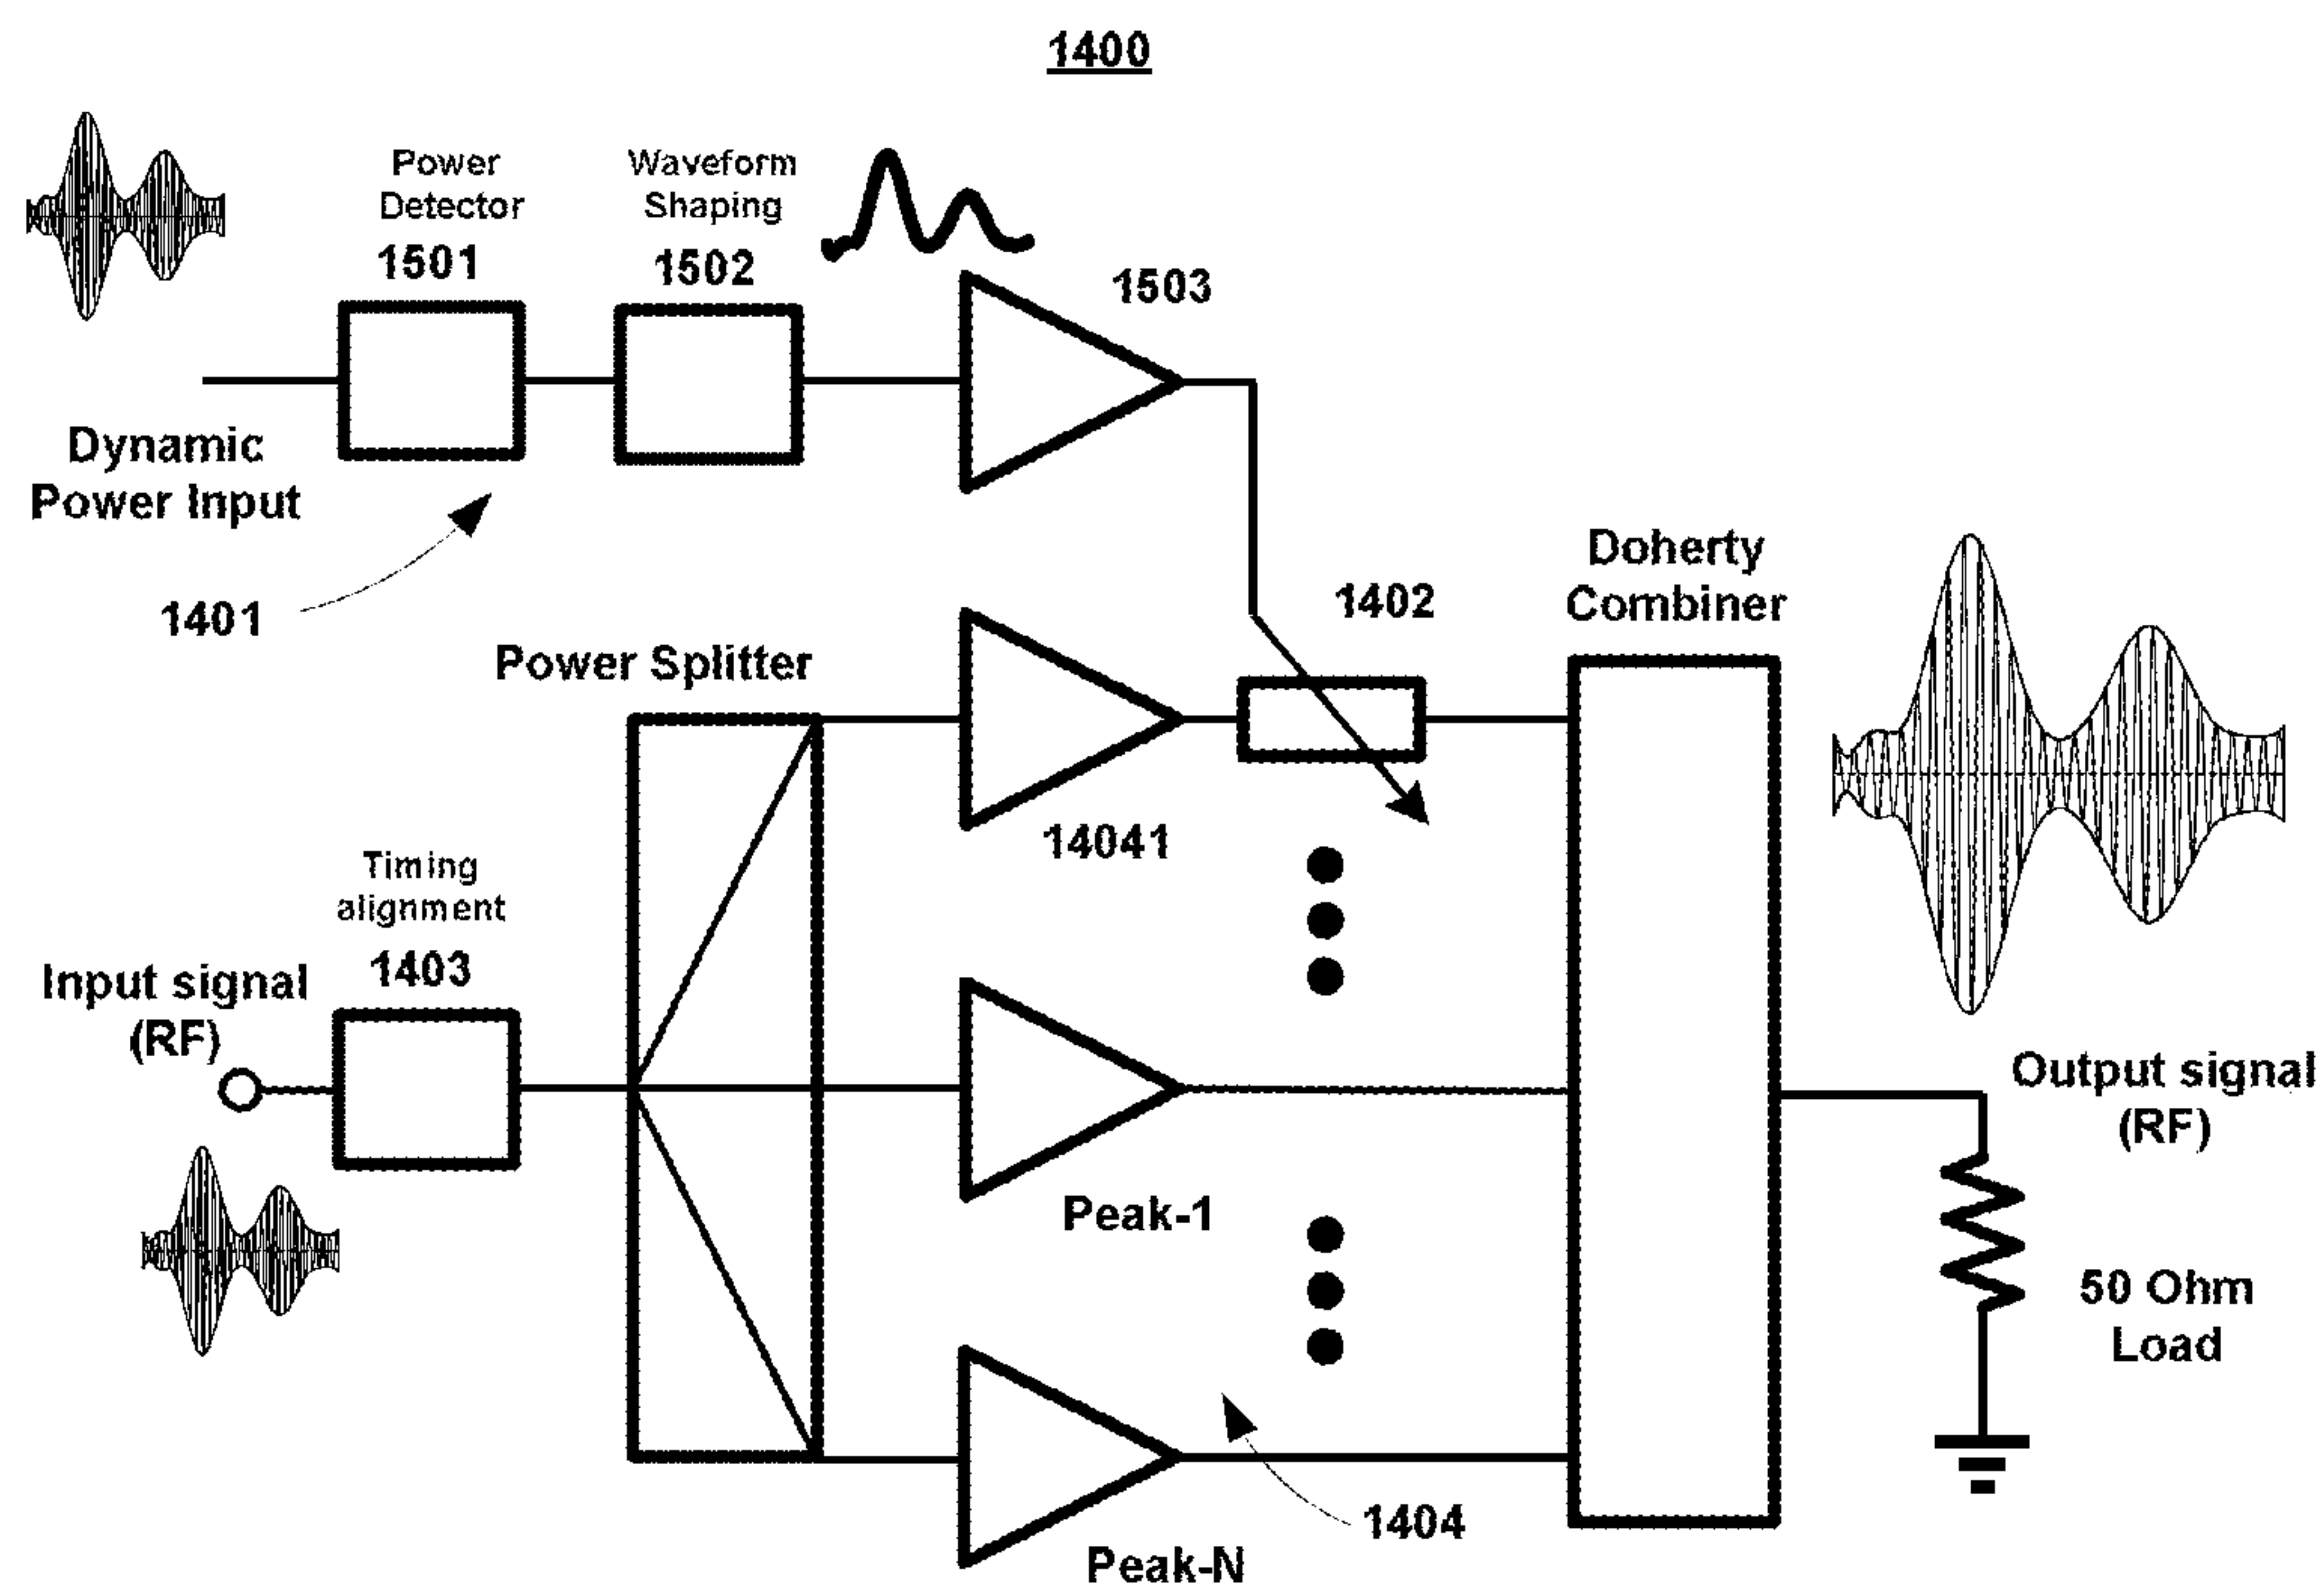 1400
Power
Detector
1501
Waveform
Shaping
1502
1503
Dynamic
Power Input
1401
Power Splitter
14041
1402
Doherty
Combiner
Timing
alignment
1403
Input signal
(RF)
Peak-1
Output signal
(RF)
50 Ohm
Load
1404
Peak-N